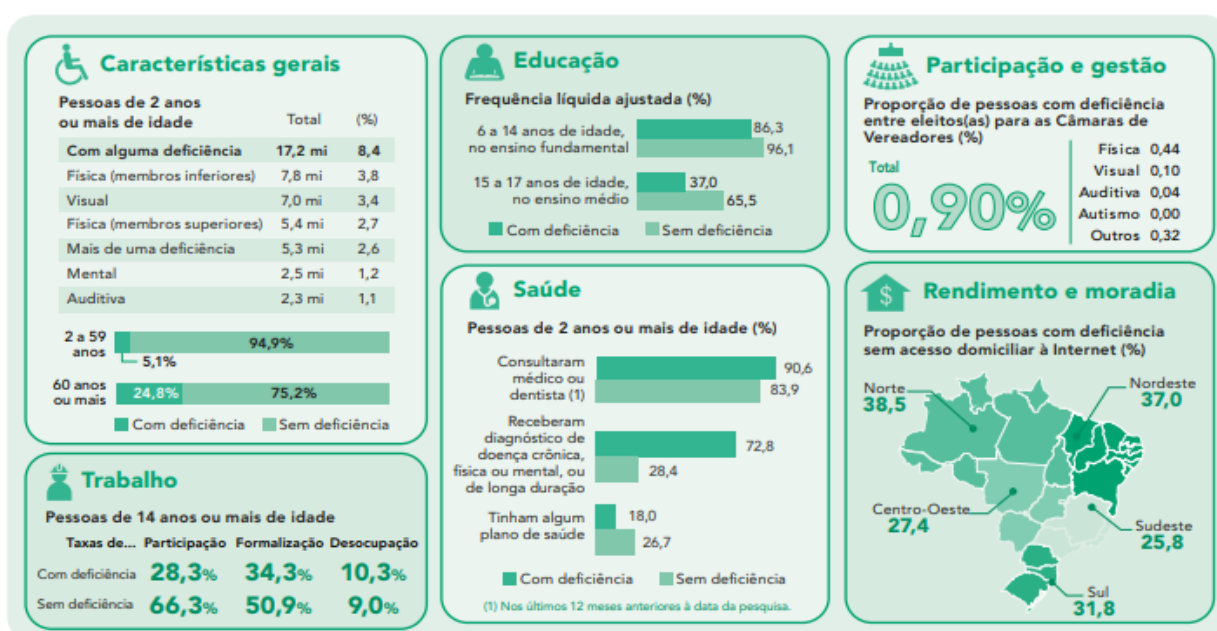 Características gerais
Pessoas de 2 anos
ou mais de idade Total (%)
Com alguma deficiência 17,2 mi 8,4
Física (membros inferiores) 7,8 mi 3,8
Visual 7,0 mi 3,4
Física (membros superiores) 5,4 mi 2,7
Mais de uma deficiência 5,3 mi 2,6
Mental 2,5 mi 1,2
Auditiva 2,3 mi 1,1
2 a 59
anos
94,9%
5,1%
60 anos
ou mais
24,8% 75,2%
Com deficiência Sem deficiência
Trabalho
Pessoas de 14 anos ou mais de idade
Taxas de... Participação Formalização Desocupação
Com deficiência 28,3% 34,3% 10,3%
Sem deficiência 66,3% 50,9% 9,0%
Educação
Frequência líquida ajustada (%)
6 a 14 anos de idade,
no ensino fundamental
86,3
96,1
15 a 17 anos de idade,
no ensino médio
37,0
65,5
Com deficiência Sem deficiência
Saúde
Pessoas de 2 anos ou mais de idade (%)
Consultaram
médico ou
dentista (1)
90,6
83,9
Receberam
diagnóstico de
doença crônica,
física ou mental, ou
de longa duração
72,8
28,4
Tinham algum
plano de saúde
18,0
26,7
Com deficiência Sem deficiência
(1) Nos últimos 12 meses anteriores à data da pesquisa.
Participação e gestão
Proporção de pessoas com deficiência
entre eleitos(as) para as Câmaras de
Vereadores (%)
Total
0,90%
Física 0,44
Visual 0,10
Auditiva 0,04
Autismo 0,00
Outros 0,32
Rendimento e moradia
$
Proporção de pessoas com deficiência
sem acesso domiciliar à Internet (%)
Norte
38,5
Nordeste
37,0
Centro-Oeste
27,4
Sudeste
25,8
Sul
31,8